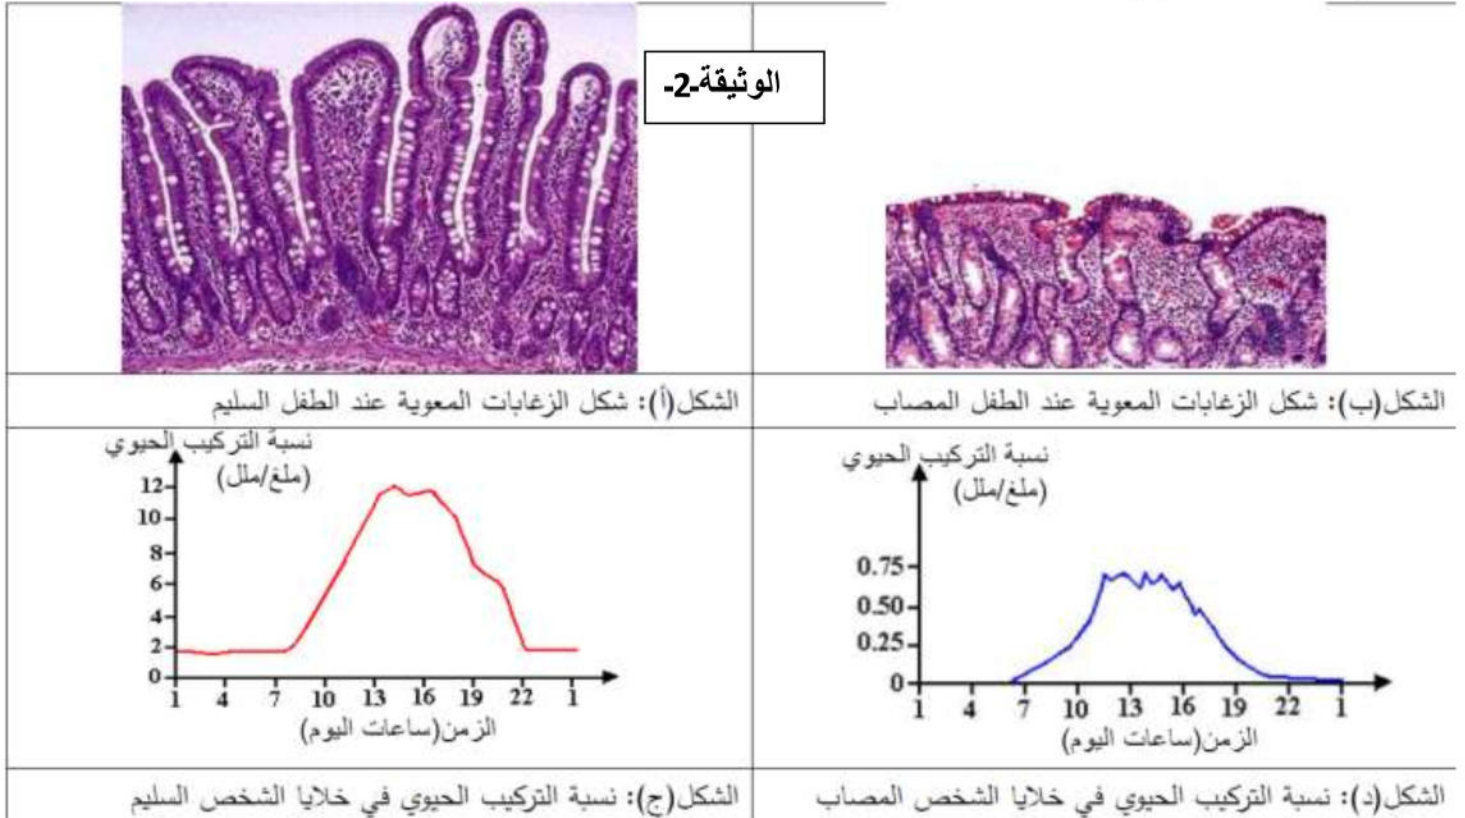 الوثيقة-2-
الشكل(أ): شكل الزغابات المعوية عند الطفل السليم
الشكل(ب): شكل الزغابات المعوية عند الطفل المصاب
نسبة التركيب الحيوي
(ملغ/ملل)
12
10
8
6
4
2
0
1 4 7 10 13 16 19 22 1
الزمن(ساعات اليوم)
نسبة التركيب الحيوي
(ملغ/ملل)
0.75
0.50
0.25
0
1 4 7 10 13 16 19 22 1
الزمن(ساعات اليوم)
الشكل(ج): نسبة التركيب الحيوي في خلايا الشخص السليم
الشكل(د): نسبة التركيب الحيوي في خلايا الشخص المصاب